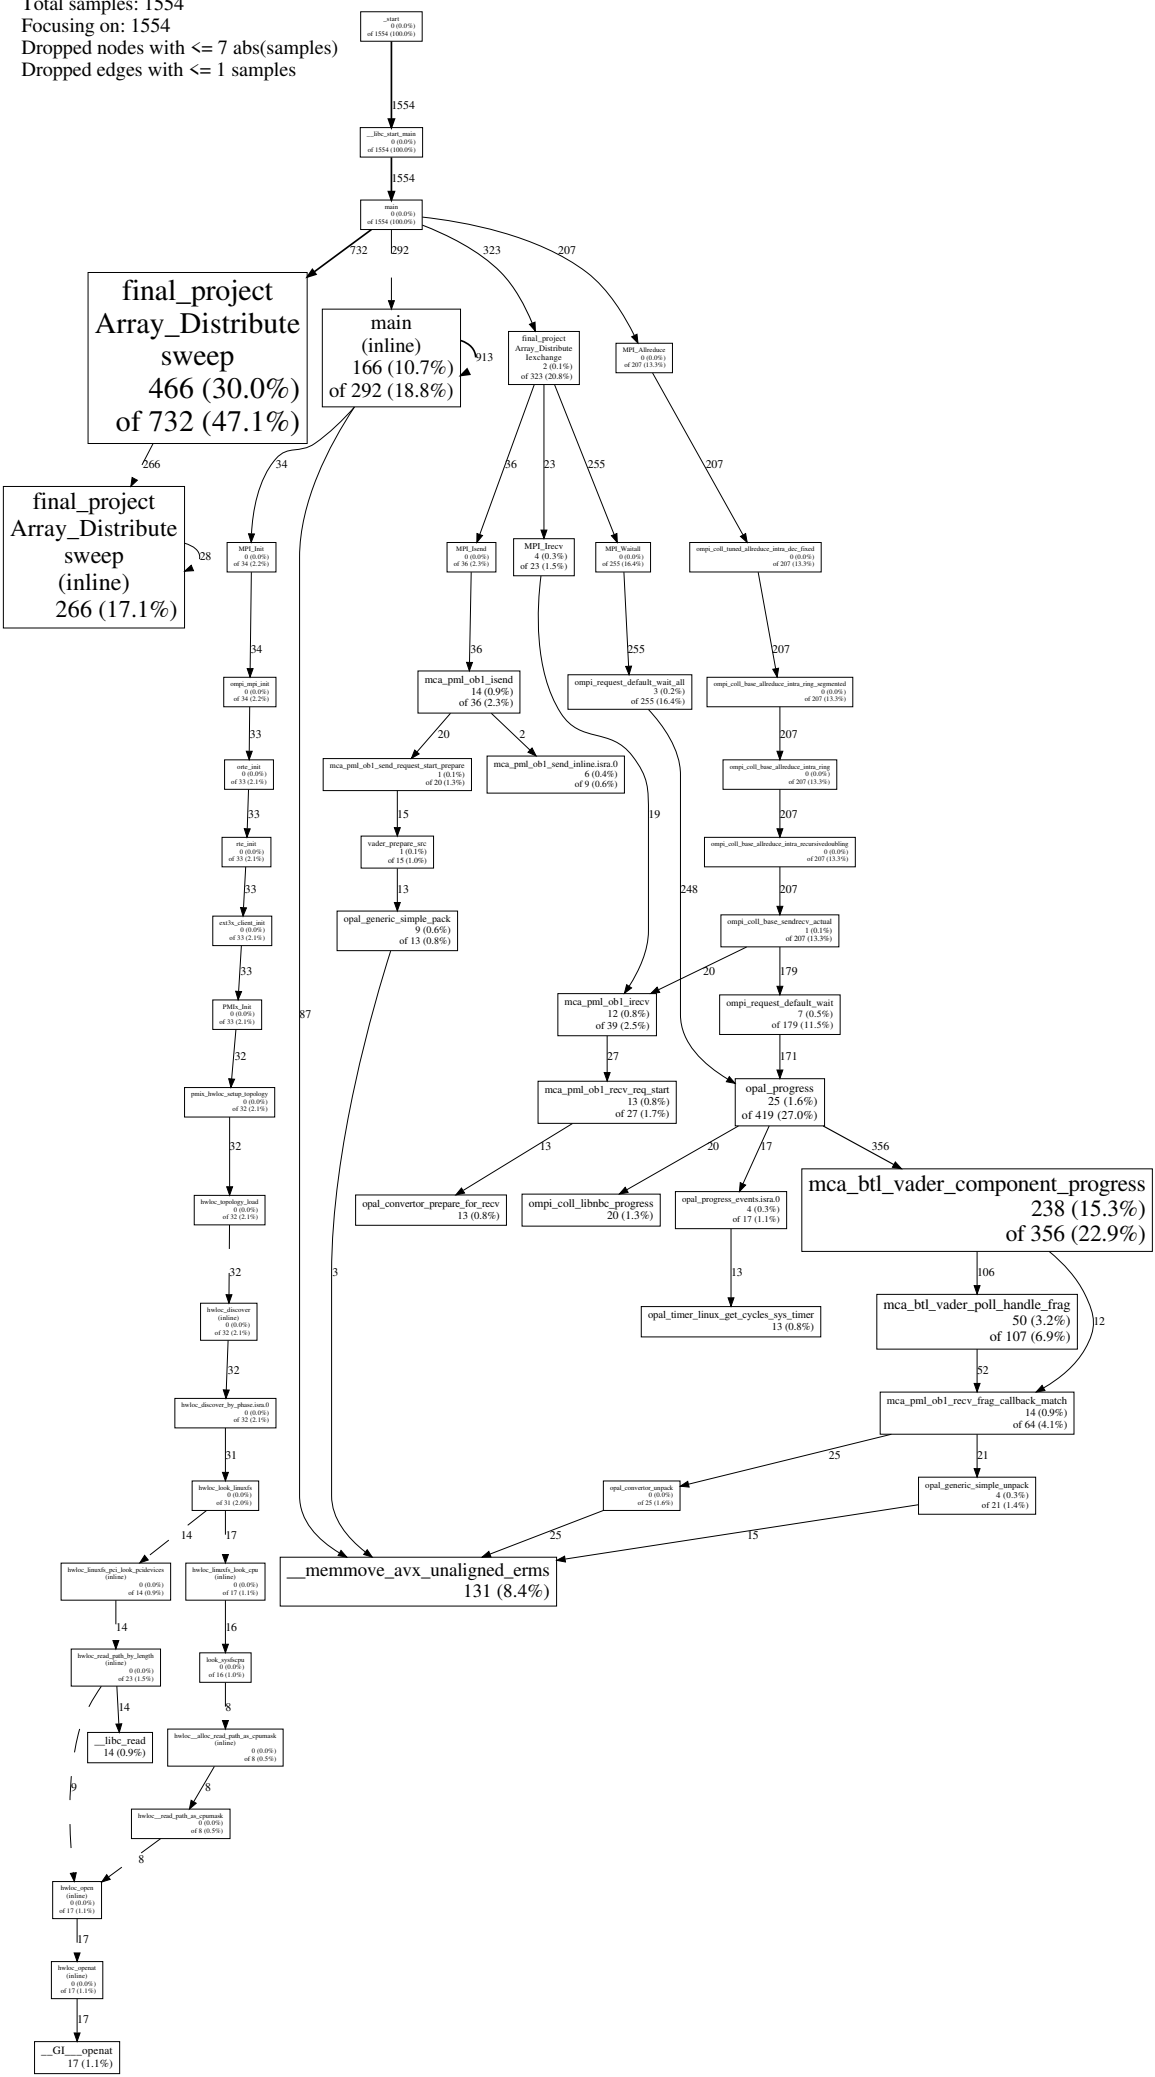 Total samples: 1554
Focusing on: 1554
Dropped nodes with <= 7 abs(samples)
Dropped edges with <= 1 samples
_start
0 (0.0%)
of 1554 (100.0%)
1554
__libc_start_main
0 (0.0%)
of 1554 (100.0%)
1554
main
0 (0.0%)
of 1554 (100.0%)
732
292
323
207
final_project
Array_Distribute
sweep
466 (30.0%)
of 732 (47.1%)
main
(inline)
166 (10.7%)
of 292 (18.8%)
913
final_project
Array_Distribute
Iexchange
2 (0.1%)
of 323 (20.8%)
MPI_Allreduce
0 (0.0%)
of 207 (13.3%)
266
34
36
23
255
207
final_project
Array_Distribute
sweep
(inline)
266 (17.1%)
28
MPI_Init
0 (0.0%)
of 34 (2.2%)
MPI_Isend
0 (0.0%)
of 36 (2.3%)
MPI_Irecv
4 (0.3%)
of 23 (1.5%)
MPI_Waitall
0 (0.0%)
of 255 (16.4%)
ompi_coll_tuned_allreduce_intra_dec_fixed
0 (0.0%)
of 207 (13.3%)
34
36
255
207
ompi_mpi_init
0 (0.0%)
of 34 (2.2%)
mca_pml_ob1_isend
14 (0.9%)
of 36 (2.3%)
ompi_request_default_wait_all
3 (0.2%)
of 255 (16.4%)
ompi_coll_base_allreduce_intra_ring_segmented
0 (0.0%)
of 207 (13.3%)
33
20
2
207
orte_init
0 (0.0%)
of 33 (2.1%)
mca_pml_ob1_send_request_start_prepare
1 (0.1%)
of 20 (1.3%)
mca_pml_ob1_send_inline.isra.0
6 (0.4%)
of 9 (0.6%)
ompi_coll_base_allreduce_intra_ring
0 (0.0%)
of 207 (13.3%)
33
15
19
207
rte_init
0 (0.0%)
of 33 (2.1%)
vader_prepare_src
1 (0.1%)
of 15 (1.0%)
ompi_coll_base_allreduce_intra_recursivedoubling
0 (0.0%)
of 207 (13.3%)
33
13
248
207
ext3x_client_init
0 (0.0%)
of 33 (2.1%)
opal_generic_simple_pack
9 (0.6%)
of 13 (0.8%)
ompi_coll_base_sendrecv_actual
1 (0.1%)
of 207 (13.3%)
33
20
179
PMIx_Init
0 (0.0%)
of 33 (2.1%)
87
mca_pml_ob1_irecv
12 (0.8%)
of 39 (2.5%)
ompi_request_default_wait
7 (0.5%)
of 179 (11.5%)
32
27
171
pmix_hwloc_setup_topology
0 (0.0%)
of 32 (2.1%)
mca_pml_ob1_recv_req_start
13 (0.8%)
of 27 (1.7%)
opal_progress
25 (1.6%)
of 419 (27.0%)
32
13
20
17
356
hwloc_topology_load
0 (0.0%)
of 32 (2.1%)
opal_convertor_prepare_for_recv
13 (0.8%)
ompi_coll_libnbc_progress
20 (1.3%)
opal_progress_events.isra.0
4 (0.3%)
of 17 (1.1%)
mca_btl_vader_component_progress
238 (15.3%)
of 356 (22.9%)
32
3
13
106
12
hwloc_discover
(inline)
0 (0.0%)
of 32 (2.1%)
opal_timer_linux_get_cycles_sys_timer
13 (0.8%)
mca_btl_vader_poll_handle_frag
50 (3.2%)
of 107 (6.9%)
32
52
hwloc_discover_by_phase.isra.0
0 (0.0%)
of 32 (2.1%)
mca_pml_ob1_recv_frag_callback_match
14 (0.9%)
of 64 (4.1%)
31
25
21
hwloc_look_linuxfs
0 (0.0%)
of 31 (2.0%)
opal_convertor_unpack
0 (0.0%)
of 25 (1.6%)
opal_generic_simple_unpack
4 (0.3%)
of 21 (1.4%)
14
17
25
15
hwloc_linuxfs_pci_look_pcidevices
(inline)
0 (0.0%)
of 14 (0.9%)
hwloc_linuxfs_look_cpu
(inline)
0 (0.0%)
of 17 (1.1%)
__memmove_avx_unaligned_erms
131 (8.4%)
14
16
hwloc_read_path_by_length
(inline)
0 (0.0%)
of 23 (1.5%)
look_sysfscpu
0 (0.0%)
of 16 (1.0%)
14
8
__libc_read
14 (0.9%)
hwloc__alloc_read_path_as_cpumask
(inline)
0 (0.0%)
of 8 (0.5%)
9
8
hwloc__read_path_as_cpumask
0 (0.0%)
of 8 (0.5%)
8
hwloc_open
(inline)
0 (0.0%)
of 17 (1.1%)
17
hwloc_openat
(inline)
0 (0.0%)
of 17 (1.1%)
17
__GI___openat
17 (1.1%)